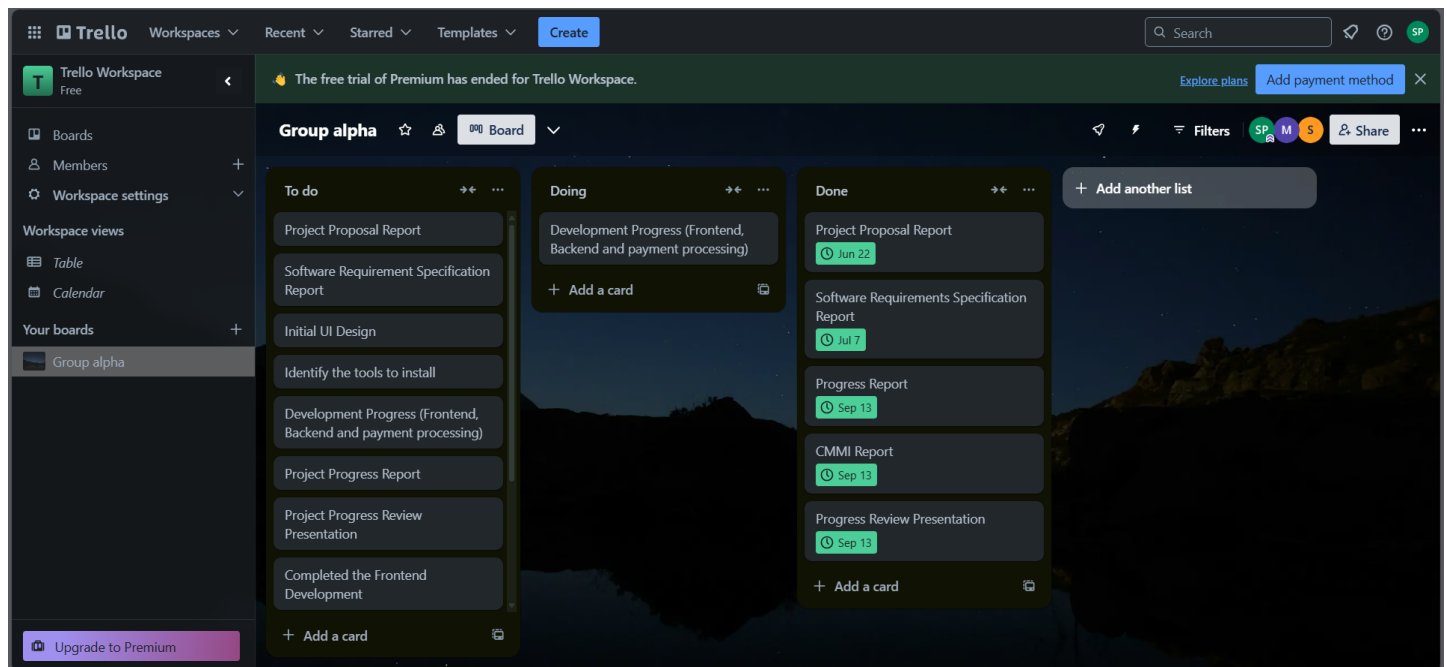 Trello
Workspaces
Recent
Starred
Templates
Create
Search
SP
T
Trello Workspace
Free
The free trial of Premium has ended for Trello Workspace.
Explore plans
Add payment method
Boards
Members
Workspace settings
Workspace views
Table
Calendar
Your boards
Group alpha
Upgrade to Premium
Group alpha
Board
Filters
SP
M
S
Share
To do
Project Proposal Report
Software Requirement Specification
Report
Initial UI Design
Identify the tools to install
Development Progress (Frontend,
Backend and payment processing)
Project Progress Report
Project Progress Review
Presentation
Completed the Frontend
Development
+ Add a card
Doing
Development Progress (Frontend,
Backend and payment processing)
+ Add a card
Done
Project Proposal Report
Jun 22
Software Requirements Specification
Report
Jul 7
Progress Report
Sep 13
CMMI Report
Sep 13
Progress Review Presentation
Sep 13
+ Add a card
+ Add another list